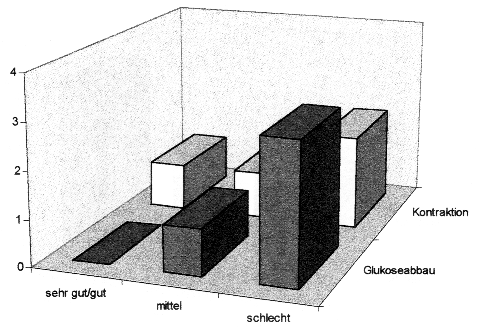 4
3
2
1
0
sehr gut/gut
mittel
schlecht
Glukoseabbau
Kontraktion